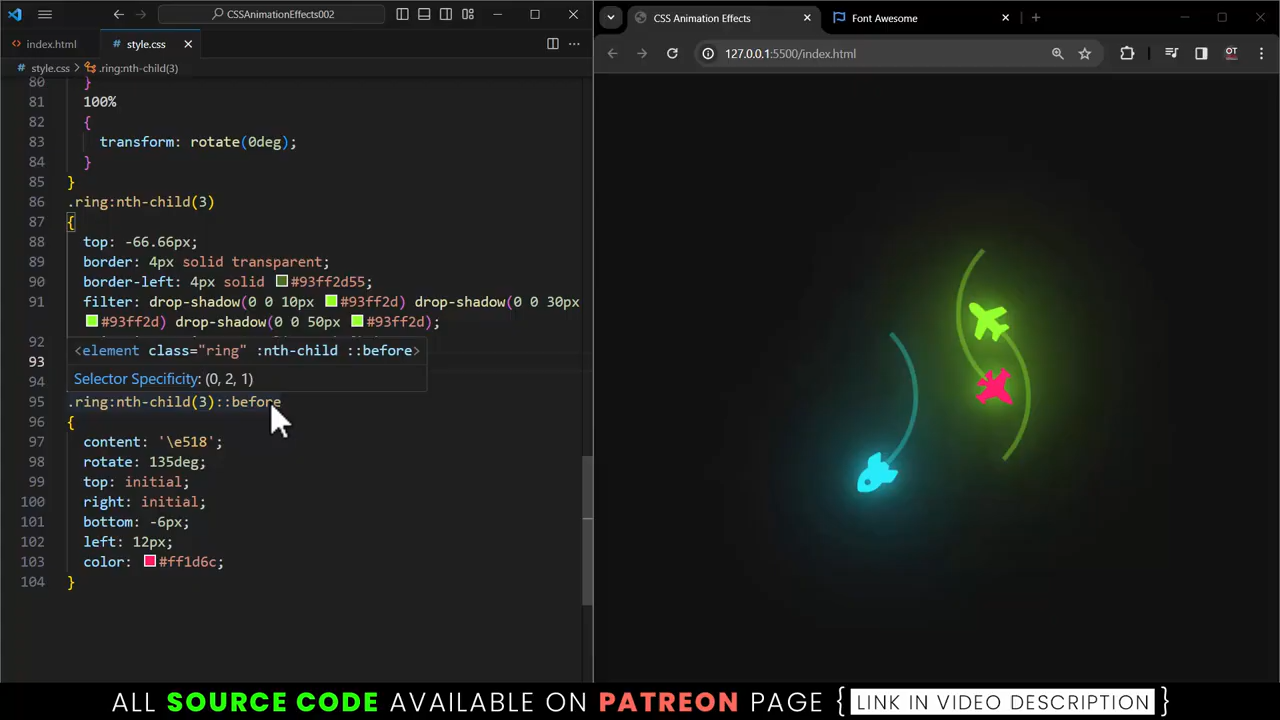 CSSAnimationEffects002
index.html
style.css
style.css > .ring:nth-child(3)
80 }
81 100%
82 {
83 transform: rotate(0deg);
84 }
85 }
86 .ring:nth-child(3)
87 {
88 top: -66.66px;
89 border: 4px solid transparent;
90 border-left: 4px solid #93ff2d55;
91 filter: drop-shadow(0 0 10px #93ff2d) drop-shadow(0 0 30px
#93ff2d) drop-shadow(0 0 50px #93ff2d);
92
<element class="ring" :nth-child ::before>
93
Selector Specificity: (0, 2, 1)
94
95 .ring:nth-child(3)::before
96 {
97 content: '\e518';
98 rotate: 135deg;
99 top: initial;
100 right: initial;
101 bottom: -6px;
102 left: 12px;
103 color: #ff1d6c;
104 }
CSS Animation Effects
Font Awesome
127.0.0.1:5500/index.html
OT
ALL SOURCE CODE AVAILABLE ON PATREON PAGE { LINK IN VIDEO DESCRIPTION }